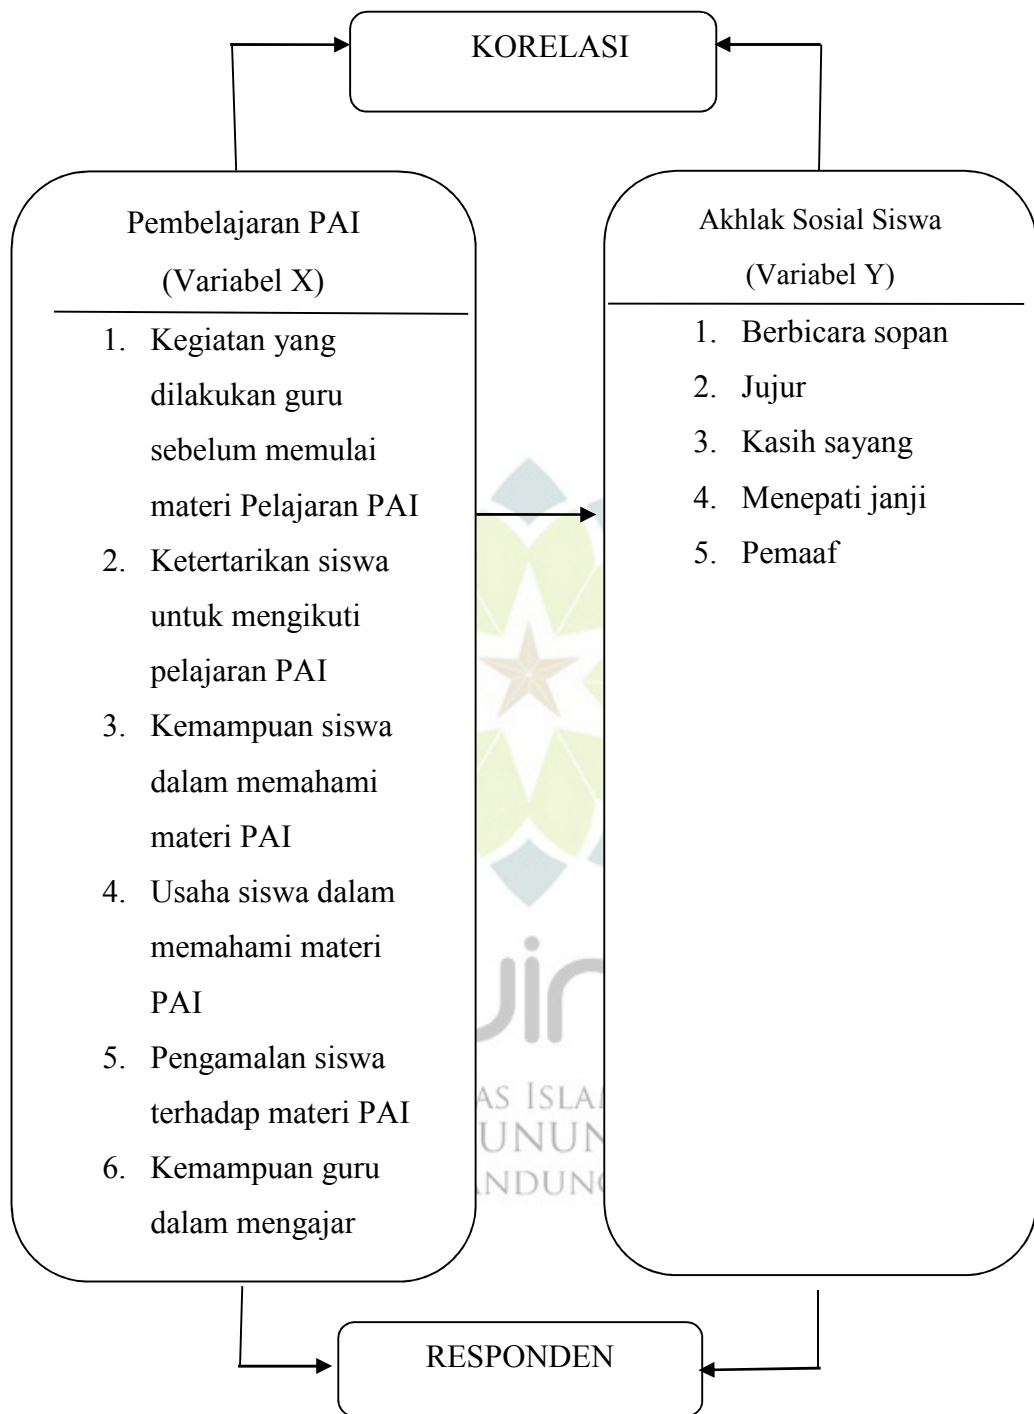 KORELASI
Pembelajaran PAI
(Variabel X)
1. Kegiatan yang
dilakukan guru
sebelum memulai
materi Pelajaran PAI
2. Ketertarikan siswa
untuk mengikuti
pelajaran PAI
3. Kemampuan siswa
dalam memahami
materi PAI
4. Usaha siswa dalam
memahami materi
PAI
5. Pengamalan siswa
terhadap materi PAI
6. Kemampuan guru
dalam mengajar
Akhlak Sosial Siswa
(Variabel Y)
1. Berbicara sopan
2. Jujur
3. Kasih sayang
4. Menepati janji
5. Pemaaf
RESPONDEN